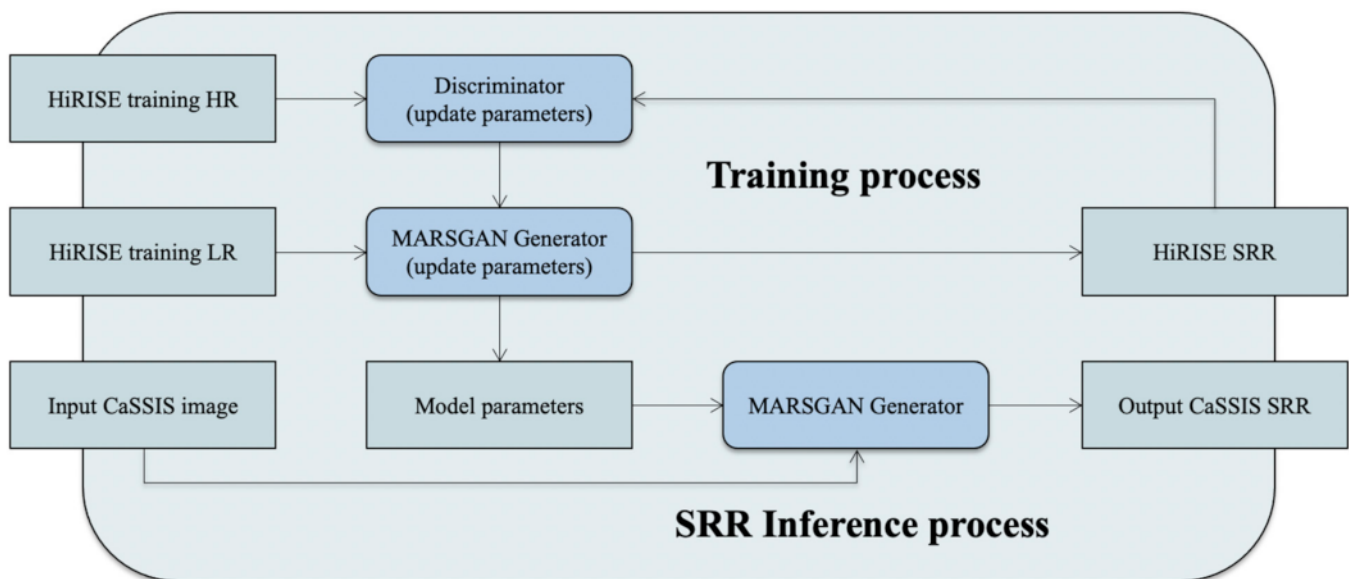 HiRISE training HR
Discriminator
(update parameters)
Training process
HiRISE training LR
MARSGAN Generator
(update parameters)
HiRISE SRR
Input CaSSIS image
Model parameters
MARSGAN Generator
Output CaSSIS SRR
SRR Inference process